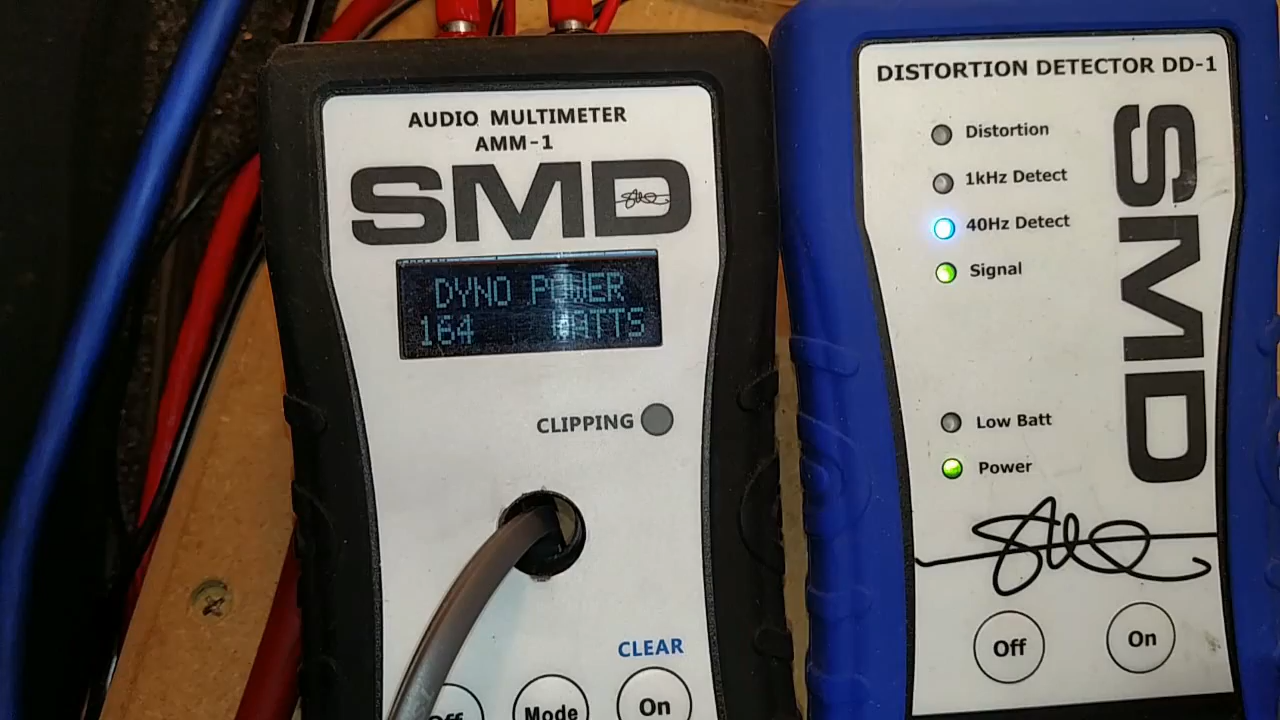 AUDIO MULTIMETER
AMM-1
SMD
DYNO POWER
164 WATTS
CLIPPING
CLEAR
Off
Mode
On
DISTORTION DETECTOR DD-1
Distortion
1kHz Detect
40Hz Detect
Signal
SMD
Low Batt
Power
Off
On